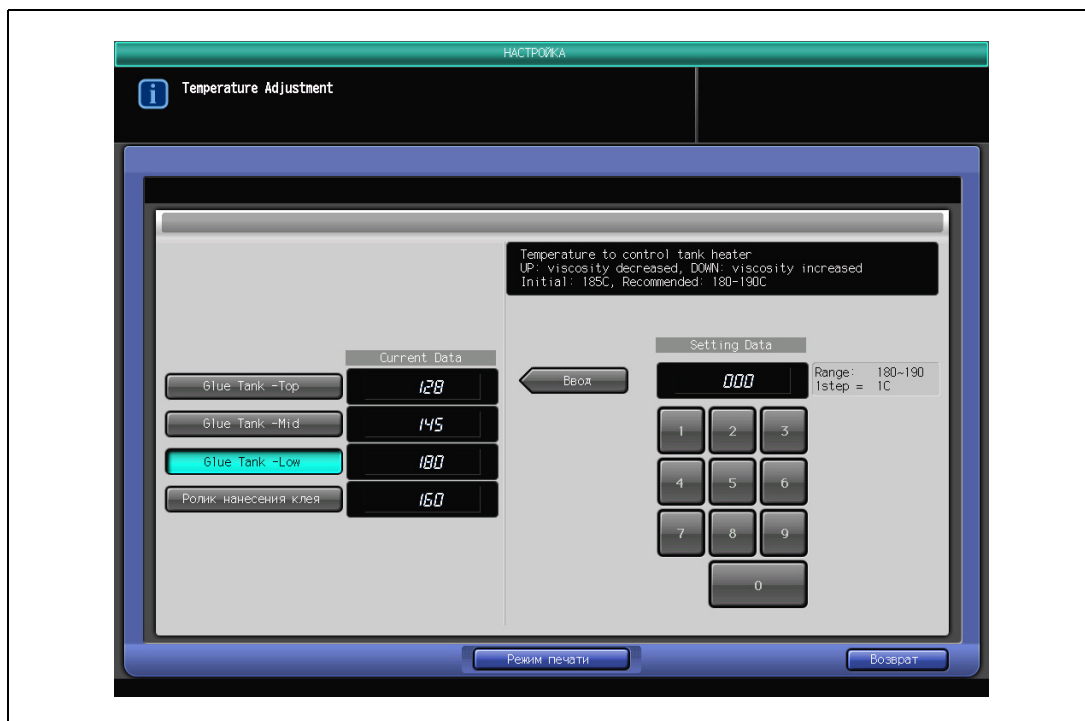 НАСТРОЙКА
Temperature Adjustment
Temperature to control tank heater
UP: viscosity decreased, DOWN: viscosity increased
Initial: 185C, Recommended: 180-190C
Current Data
Setting Data
Glue Tank -Top
128
Ввод
000
Range: 180~190
1step = 1C
Glue Tank -Mid
145
1 2 3
Glue Tank -Low
180
4 5 6
Ролик нанесения клея
160
7 8 9
0
Режим печати
Возврат